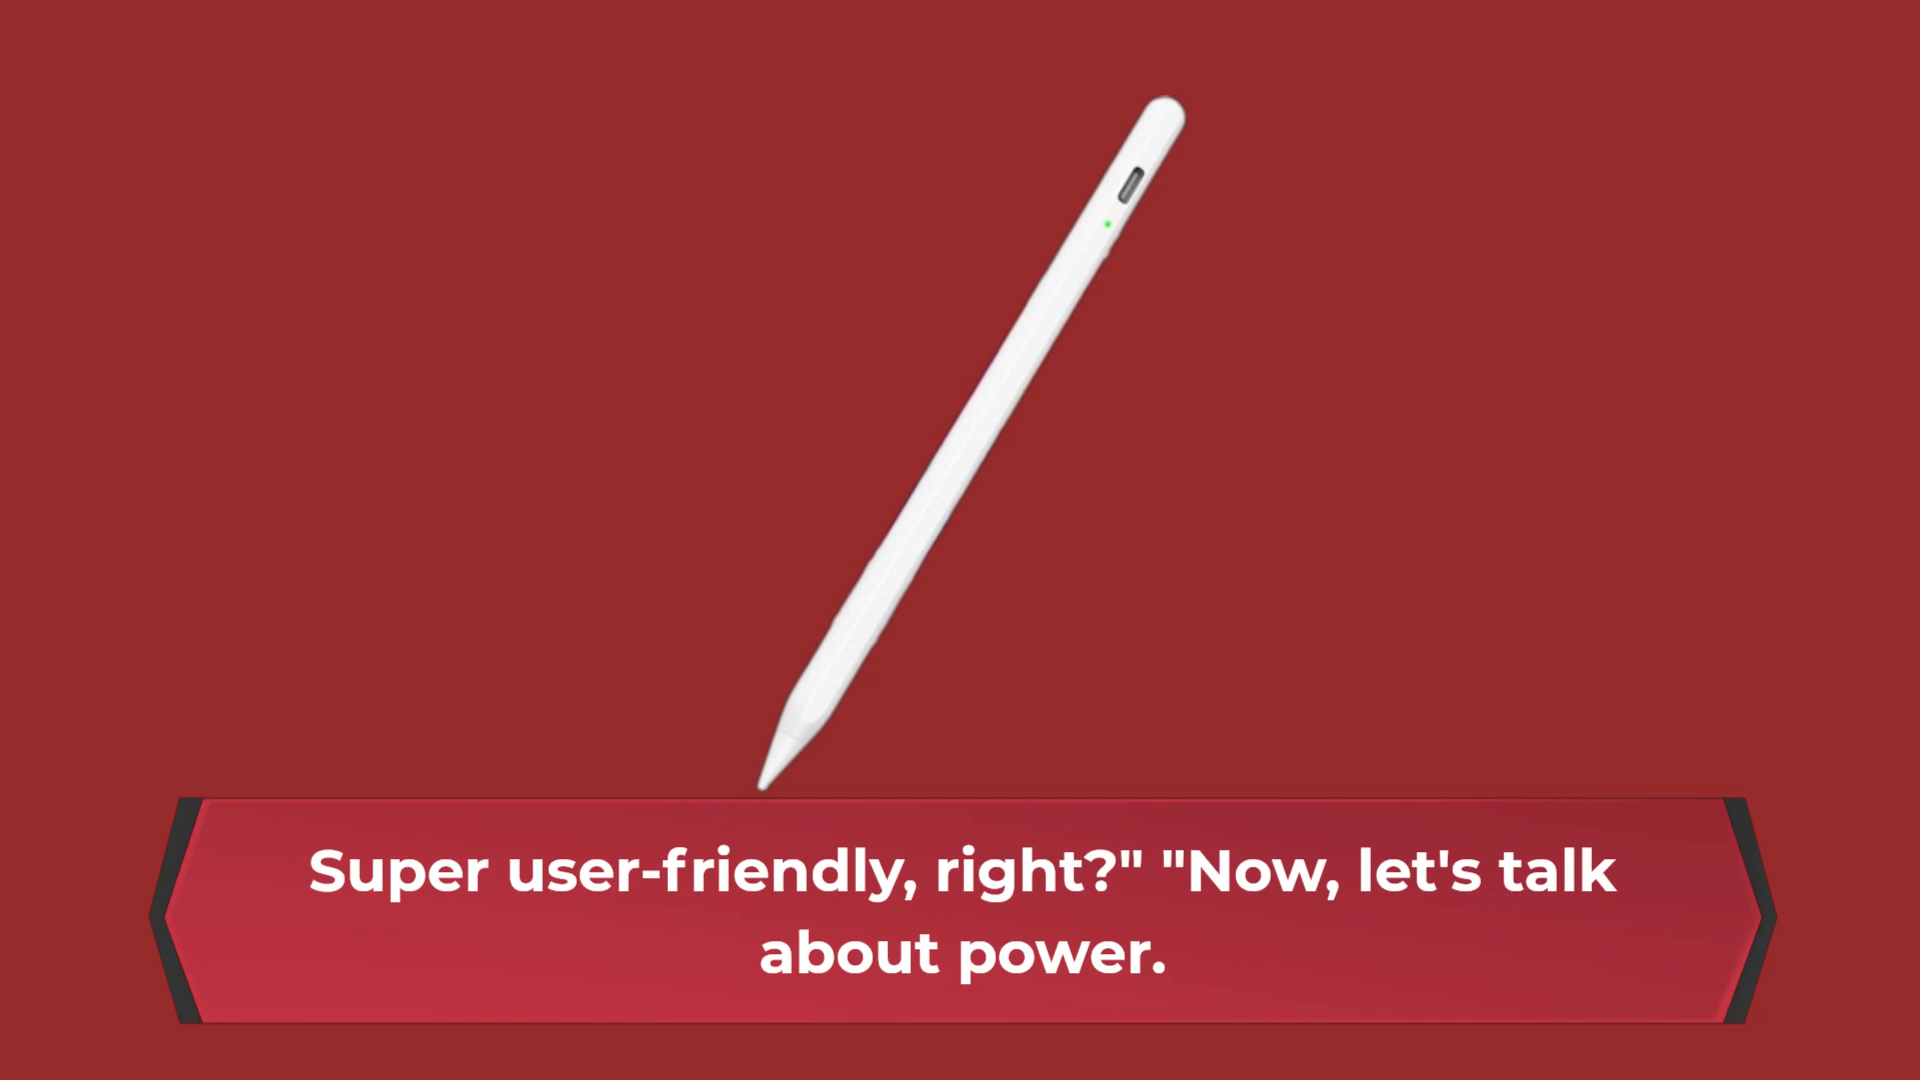 Super user-friendly, right?" "Now, let's talk
about power.